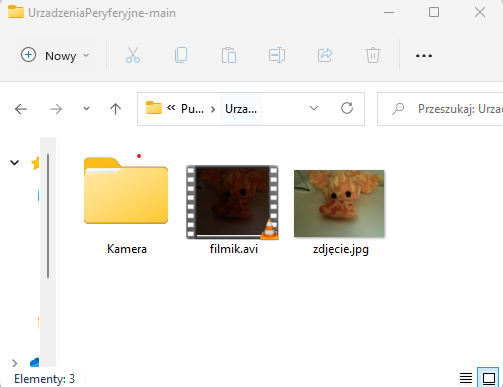 UrzadzeniaPeryferyjne-main
Nowy
« Pu... Urza...
Przeszukaj: Urzad
Kamera
filmik.avi
zdjęcie.jpg
Elementy: 3